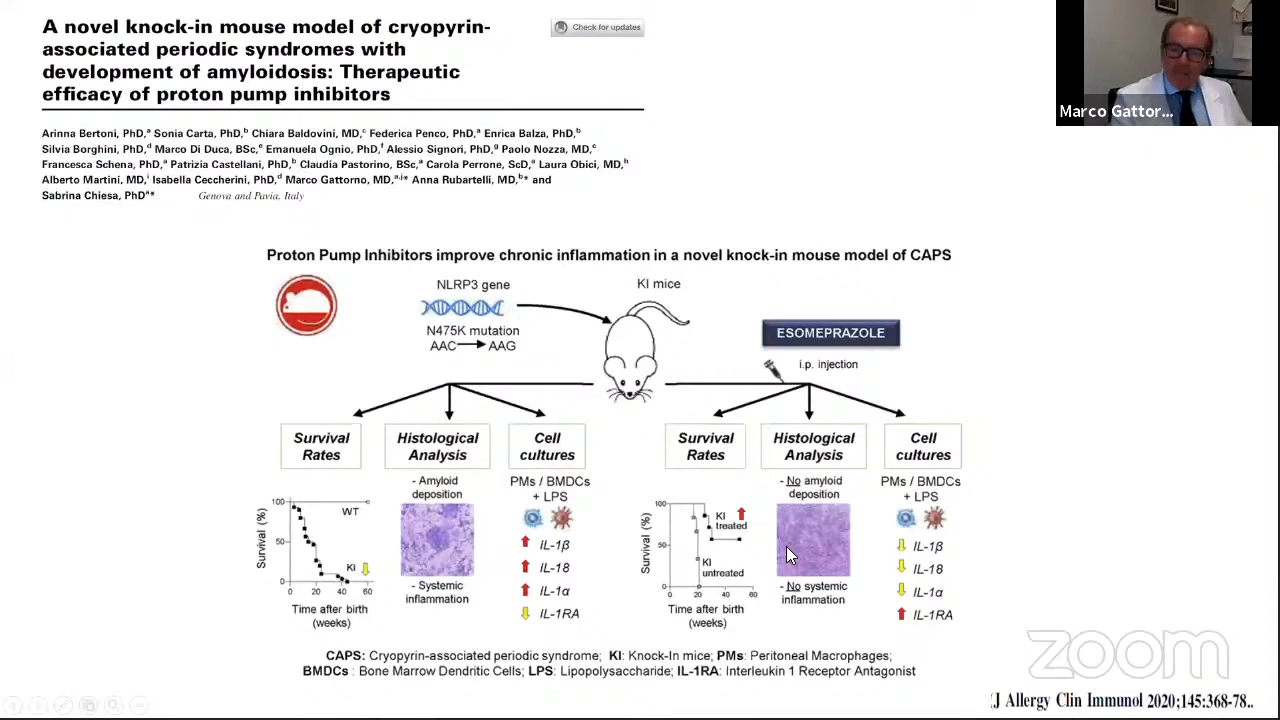 A novel knock-in mouse model of cryopyrin-
associated periodic syndromes with
development of amyloidosis: Therapeutic
efficacy of proton pump inhibitors
Check for updates
Marco Gattor...
Arinna Bertoni, PhD,ᵃ Sonia Carta, PhD,ᵇ Chiara Baldovini, MD,ᶜ Federica Penco, PhD,ᵃ Enrica Balza, PhD,ᵇ
Silvia Borghini, PhD,ᵈ Marco Di Duca, BSc,ᵉ Emanuela Ognio, PhD,ᶠ Alessio Signori, PhD,ᵍ Paolo Nozza, MD,ᶜ
Francesca Schena, PhD,ᵃ Patrizia Castellani, PhD,ᵇ Claudia Pastorino, BSc,ᵃ Carola Perrone, ScD,ᵃ Laura Obici, MD,ʰ
Alberto Martini, MD,ⁱ Isabella Ceccherini, PhD,ᵈ Marco Gattorno, MD,ᵃ,ⁱ* Anna Rubartelli, MD,ᵇ* and
Sabrina Chiesa, PhDᵃ* Genova and Pavia, Italy
Proton Pump Inhibitors improve chronic inflammation in a novel knock-in mouse model of CAPS
NLRP3 gene
N475K mutation
AAC AAG
KI mice
ESOMEPRAZOLE
i.p. injection
Survival
Rates
Histological
Analysis
Cell
cultures
- Amyloid
deposition
PMs / BMDCs
+ LPS
Survival (%)
100
50
0
WT
KI
0 20 40 60
Time after birth
(weeks)
- Systemic
inflammation
IL-1β
IL-18
IL-1α
IL-1RA
Survival
Rates
Histological
Analysis
Cell
cultures
- No amyloid
deposition
PMs / BMDCs
+ LPS
Survival (%)
100
50
0
KI
treated
KI
untreated
0 20 40 60
Time after birth
(weeks)
- No systemic
inflammation
IL-1β
IL-18
IL-1α
IL-1RA
CAPS: Cryopyrin-associated periodic syndrome; KI: Knock-In mice; PMs: Peritoneal Macrophages;
BMDCs : Bone Marrow Dendritic Cells; LPS: Lipopolysaccharide; IL-1RA: Interleukin 1 Receptor Antagonist
zoom
(J Allergy Clin Immunol 2020;145:368-78..